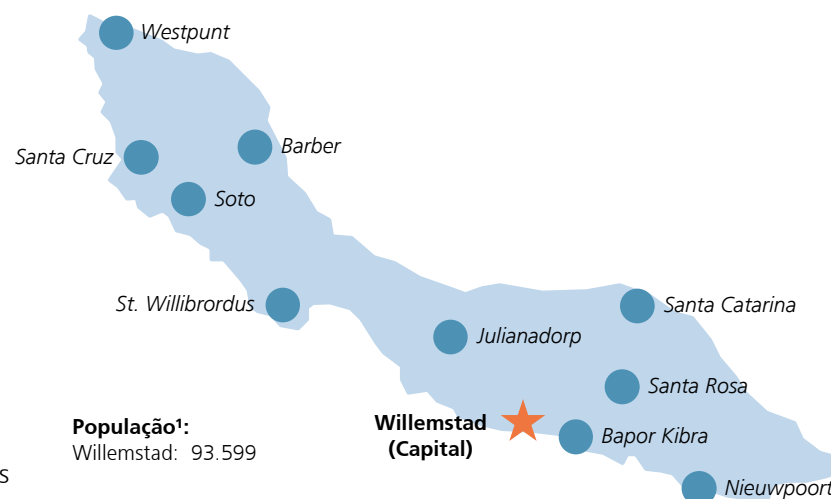 Westpunt
Barber
Santa Cruz
Soto
St. Willibrordus
Santa Catarina
Julianadorp
Santa Rosa
Willemstad
(Capital)
Bapor Kibra
População¹:
Willemstad: 93.599
s
Nieuwpoort